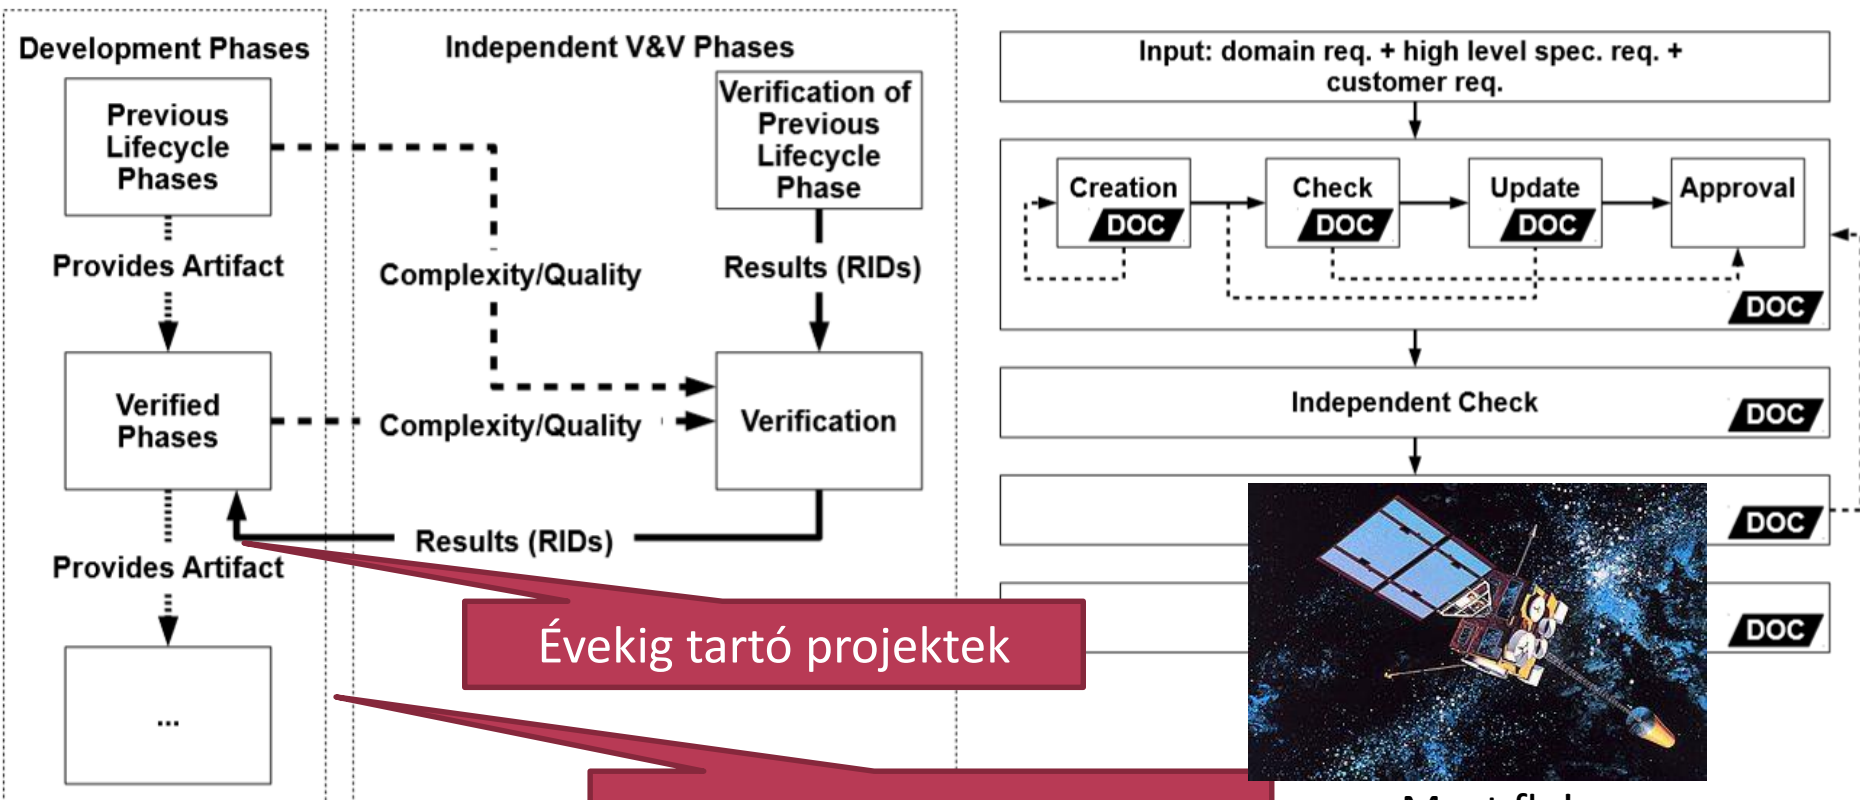 Development Phases
Previous
Lifecycle
Phases
Provides Artifact
Verified
Phases
Provides Artifact
...
Independent V&V Phases
Verification of
Previous
Lifecycle
Phase
Complexity/Quality
Results (RIDs)
Complexity/Quality
Verification
Results (RIDs)
Évekig tartó projektek
Input: domain req. + high level spec. req. +
customer req.
Creation
DOC
Check
DOC
Update
DOC
Approval
DOC
Independent Check
DOC
DOC
DOC